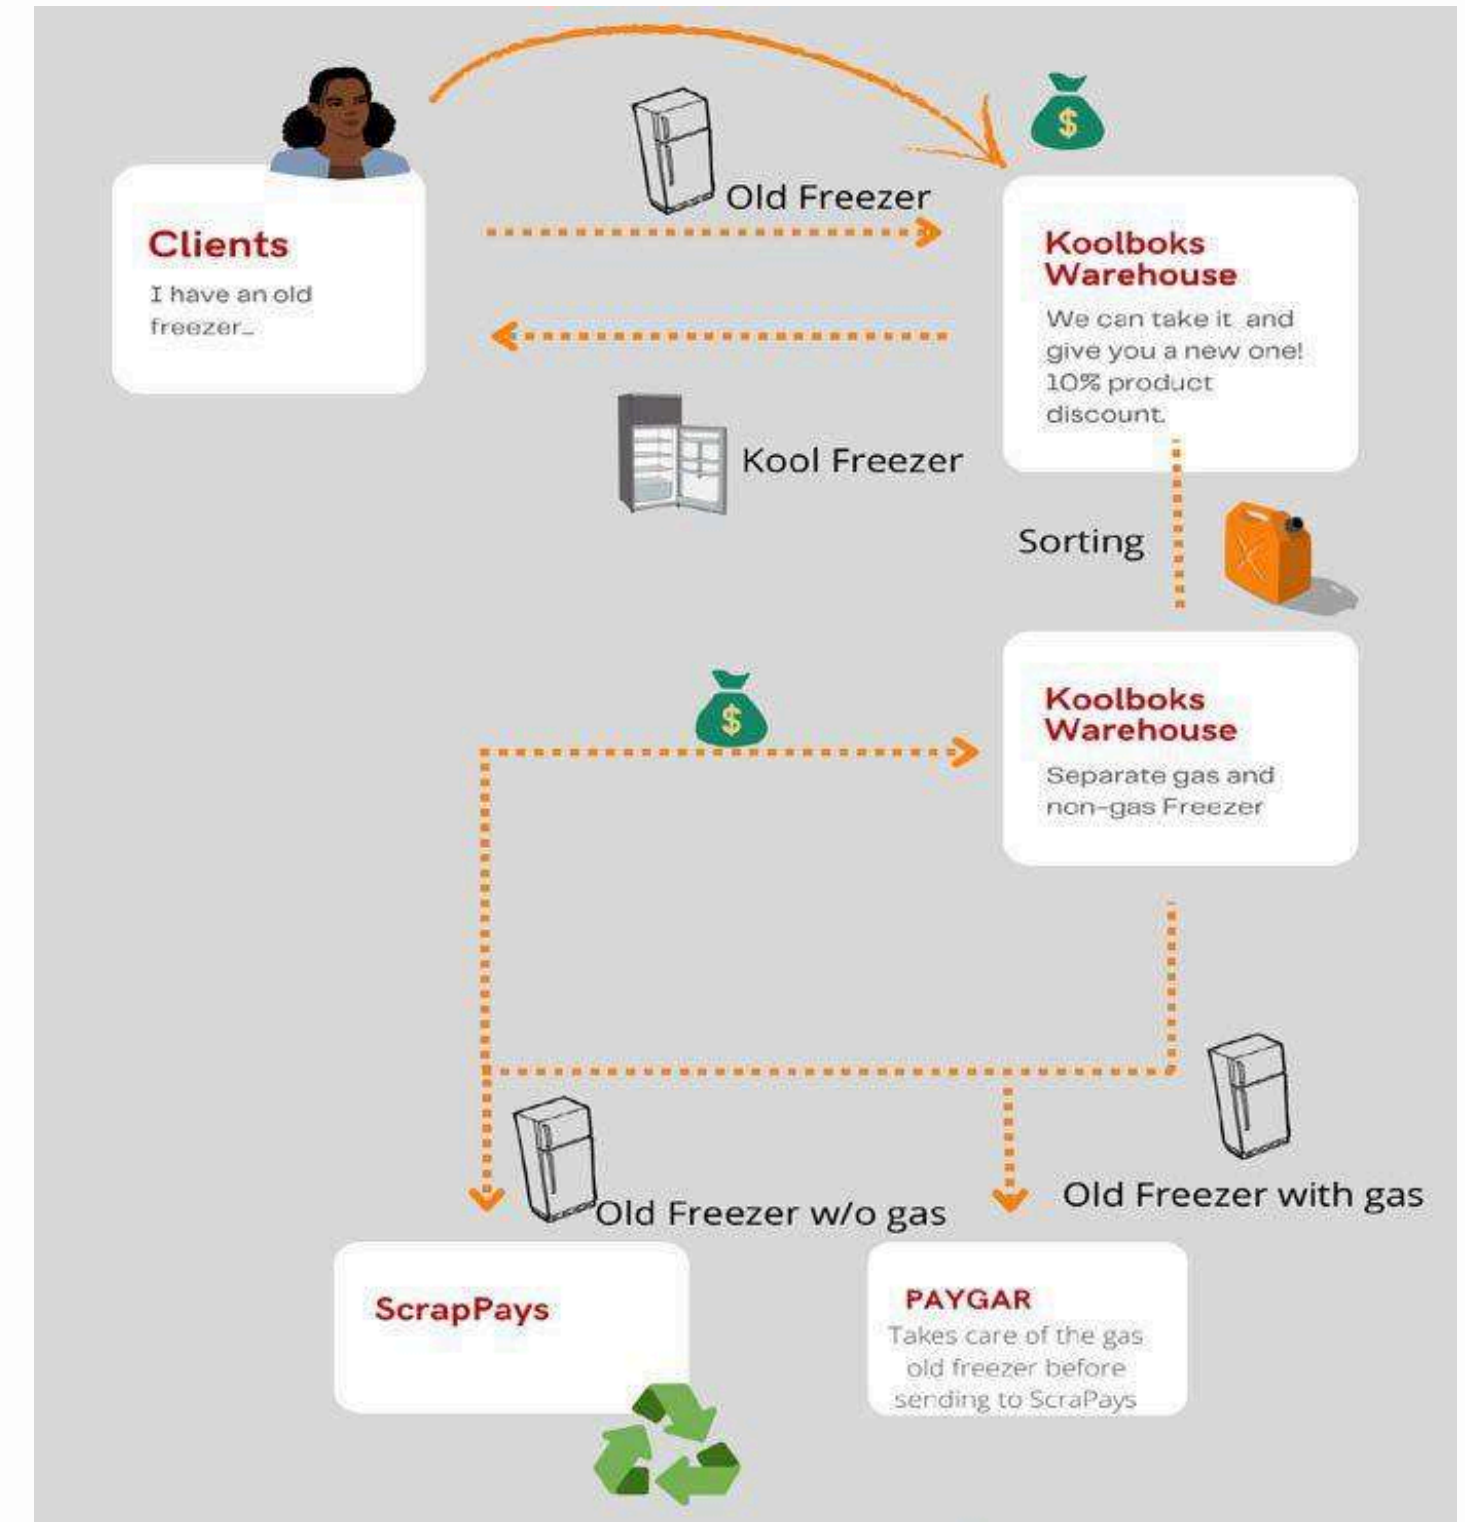 Old Freezer
Clients
I have an old
freezer…
Koolboks
Warehouse
We can take it and
give you a new one!
10% product
discount.
Kool Freezer
Sorting
$
$
Koolboks
Warehouse
Separate gas and
non-gas Freezer
Old Freezer with gas
Old Freezer w/o gas
ScrapPays
PAYGAR
Takes care of the gas
old freezer before
sending to ScraPays